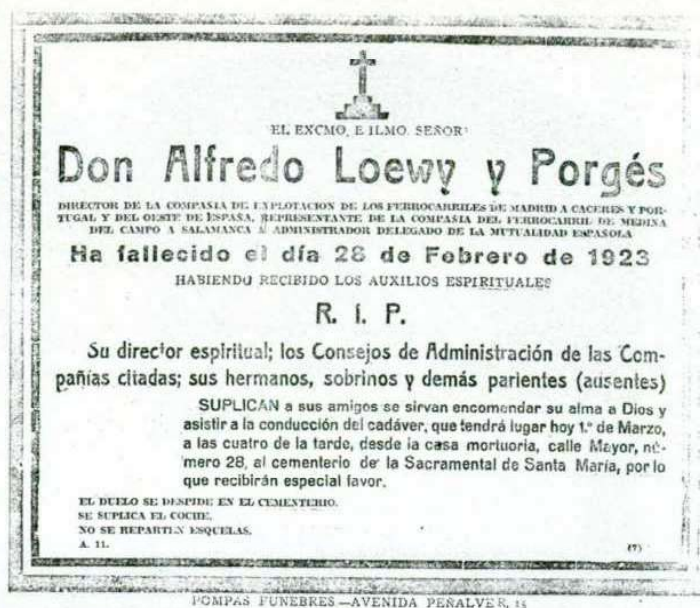 EL EXCMO. E ILMO. SEÑOR
Don Alfredo Loewy y Porgés
DIRECTOR DE LA COMPAÑIA DE EXPLOTACION DE LOS FERROCARRILES DE MADRID A CACERES Y POR-
TUGAL Y DEL OESTE DE ESPAÑA, REPRESENTANTE DE LA COMPAÑIA DEL FERROCARRIL DE MEDINA
DEL CAMPO A SALAMANCA Y ADMINISTRADOR DELEGADO DE LA MUTUALIDAD ESPAÑOLA
Ha fallecido el día 28 de Febrero de 1923
HABIENDO RECIBIDO LOS AUXILIOS ESPIRITUALES
R. I. P.
Su director espiritual; los Consejos de Administración de las Com-
pañías citadas; sus hermanos, sobrinos y demás parientes (ausentes)
SUPLICAN a sus amigos se sirvan encomendar su alma a Dios y
asistir a la conducción del cadáver, que tendrá lugar hoy 1.º de Marzo,
a las cuatro de la tarde, desde la casa mortuoria, calle Mayor, nú-
mero 28, al cementerio de la Sacramental de Santa María, por lo
que recibirán especial favor.
EL DUELO SE DESPIDE EN EL CEMENTERIO.
SE SUPLICA EL COCHE.
NO SE REPARTEN ESQUELAS.
A. 11. (7)
POMPAS FUNEBRES.—AVENIDA PEÑALVER, 15